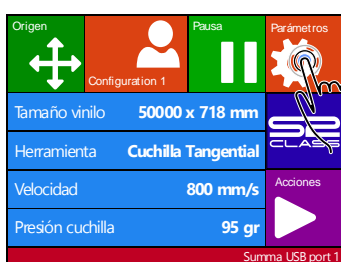 Origen
Configuration 1
Pausa
Parámetros
Tamaño vinilo 50000 x 718 mm
Herramienta Cuchilla Tangential
S2
CLASS
Velocidad 800 mm/s
Acciones
Presión cuchilla 95 gr
Summa USB port 1